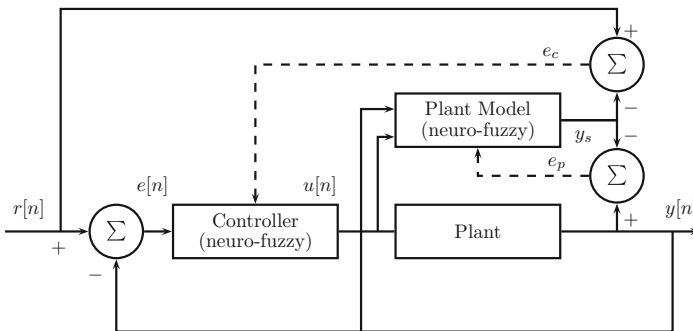 +
e_c
Σ
Plant Model
(neuro-fuzzy)
−
y_s
−
e[n]
u[n]
e_p
Σ
r[n]
Controller
(neuro-fuzzy)
Plant
y[n
Σ
+
+
−